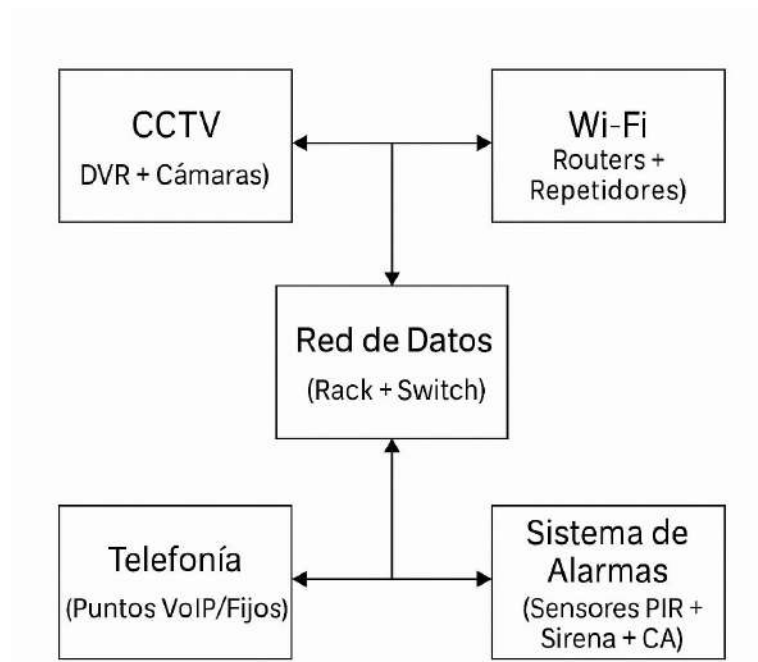 CCTV
DVR + Cámaras)
Wi-Fi
Routers +
Repetidores)
Red de Datos
(Rack + Switch)
Telefonía
(Puntos VoIP/Fijos)
Sistema de
Alarmas
(Sensores PIR +
Sirena + CA)